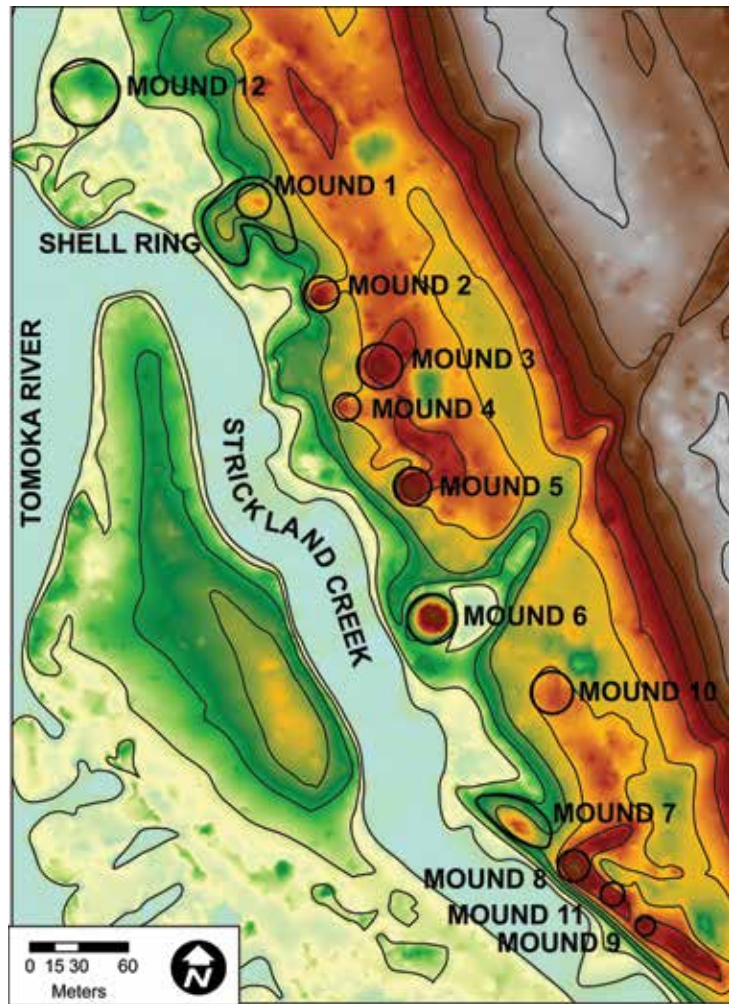 MOUND 12
MOUND 1
SHELL RING
MOUND 2
MOUND 3
MOUND 4
MOUND 5
TOMOKA RIVER
STRICKLAND CREEK
MOUND 6
MOUND 10
MOUND 7
MOUND 8
MOUND 11
MOUND 9
0 15 30 60
Meters
N